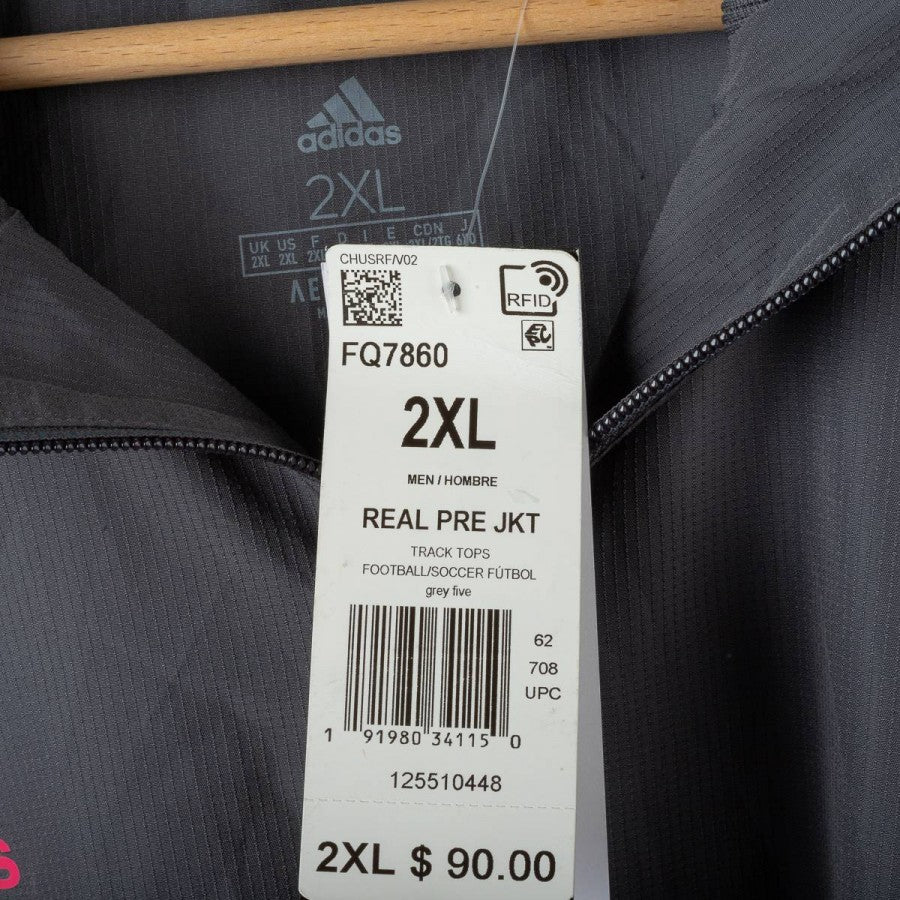 adidas
2XL
UK US F D I E CDN J
2XL 2XL
CHUSRF/V02
RFID
FQ7860
2XL
MEN / HOMBRE
REAL PRE JKT
TRACK TOPS
FOOTBALL/SOCCER FÚTBOL
grey five
62
708
UPC
1 91980 34115 0
125510448
2XL $ 90.00
S